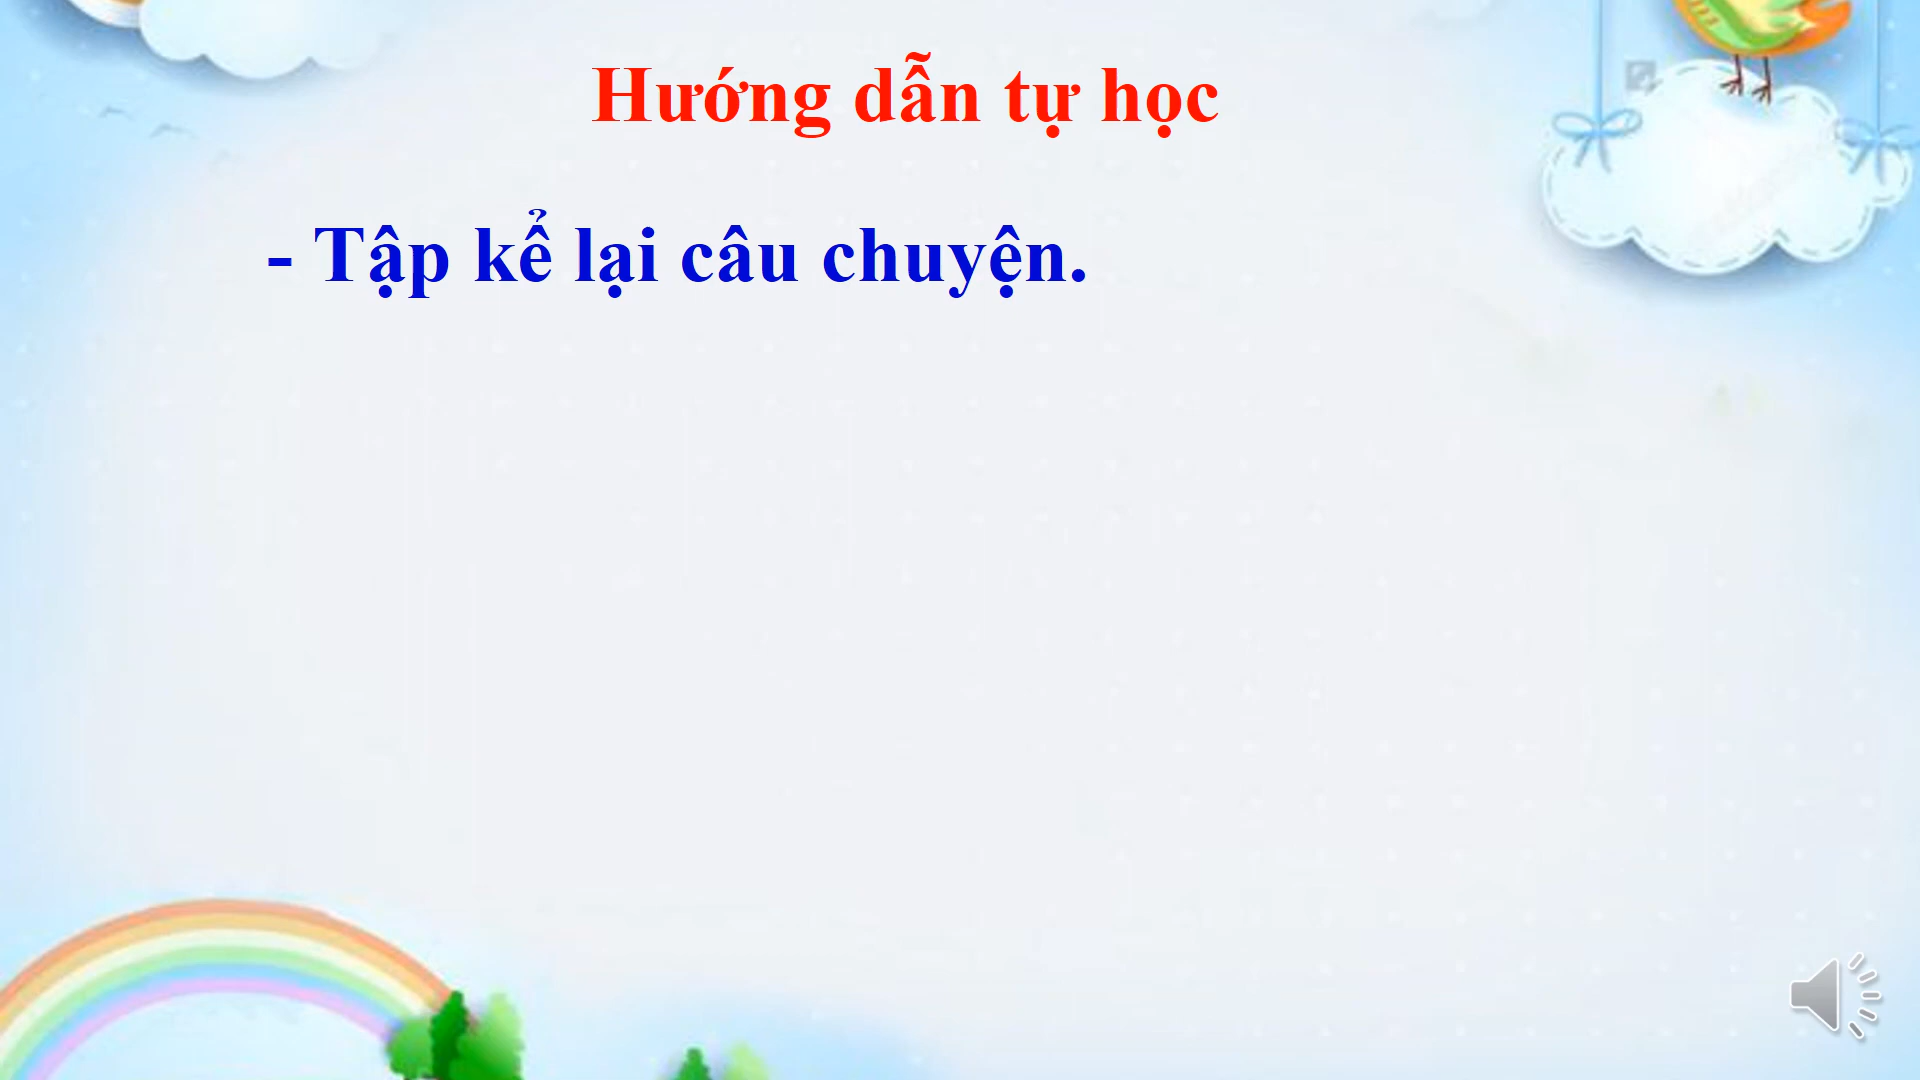 Hướng dẫn tự học
- Tập kể lại câu chuyện.